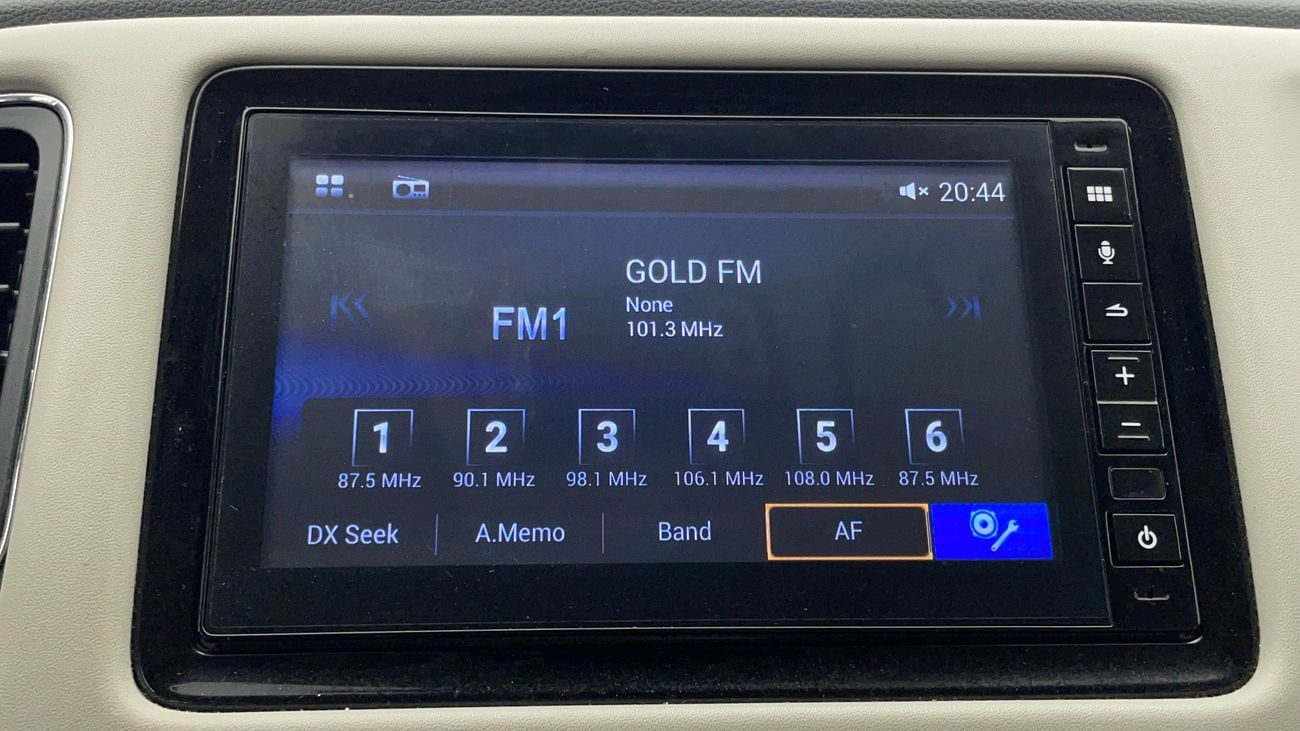 20:44
GOLD FM
None
FM1
101.3 MHz
1 2 3 4 5 6
87.5 MHz 90.1 MHz 98.1 MHz 106.1 MHz 108.0 MHz 87.5 MHz
DX Seek A.Memo Band AF